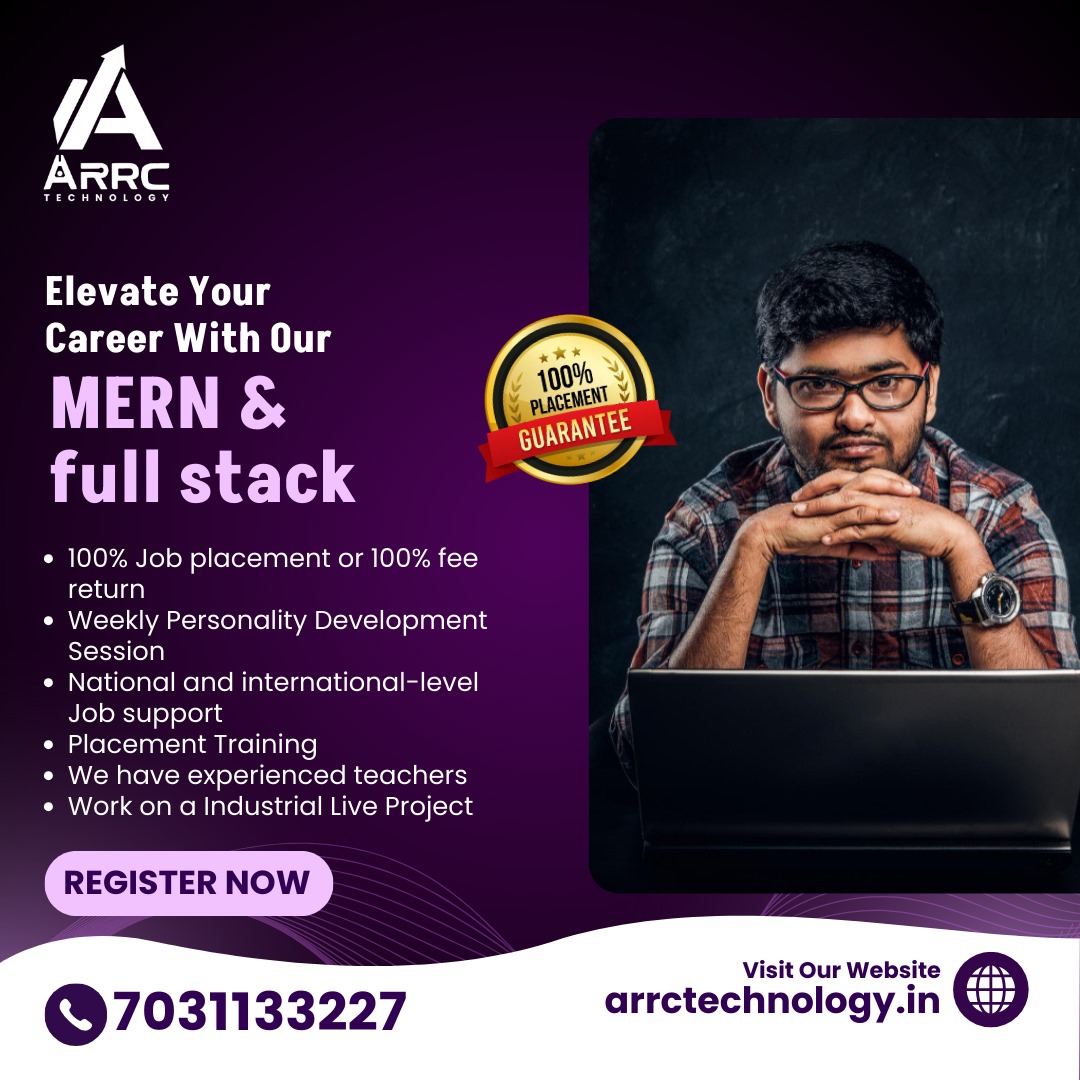 ARRC
TECHNOLOGY
Elevate Your
Career With Our
MERN &
full stack
100%
PLACEMENT
GUARANTEE
• 100% Job placement or 100% fee
return
• Weekly Personality Development
Session
• National and international-level
Job support
• Placement Training
• We have experienced teachers
• Work on a Industrial Live Project
REGISTER NOW
7031133227
Visit Our Website
arrctechnology.in